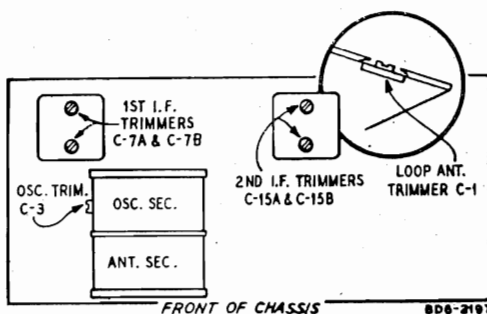 1ST I.F.
TRIMMERS
C-7A & C-7B
OSC. TRIM.
C-3
OSC. SEC.
ANT. SEC.
2ND I.F. TRIMMERS
C-15A & C-15B
LOOP ANT.
TRIMMER C-1
FRONT OF CHASSIS